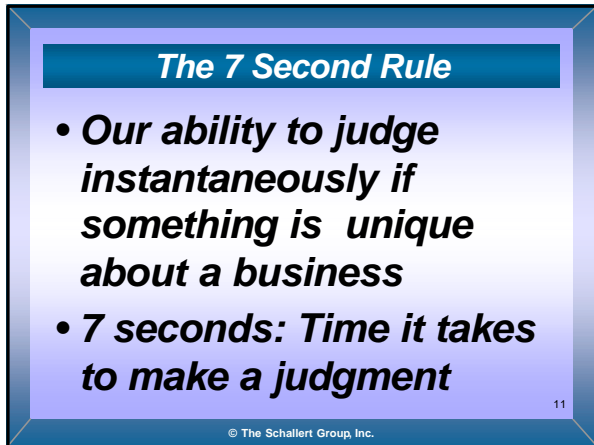 The 7 Second Rule
• Our ability to judge
instantaneously if
something is  unique
about a business
• 7 seconds: Time it takes
to make a judgment
11
© The Schallert Group, Inc.